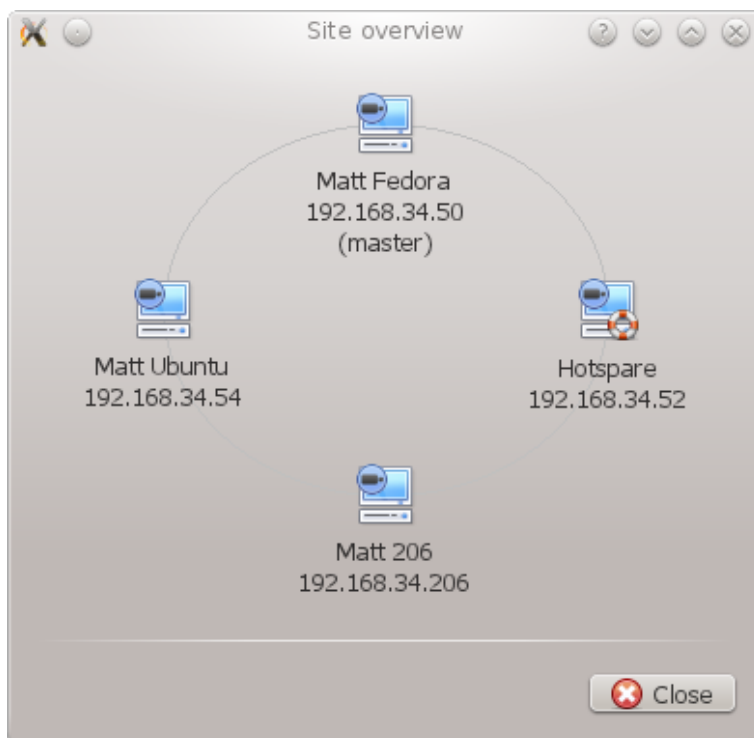 Site overview
Matt Fedora
192.168.34.50
(master)
Matt Ubuntu
192.168.34.54
Hotspare
192.168.34.52
Matt 206
192.168.34.206
Close